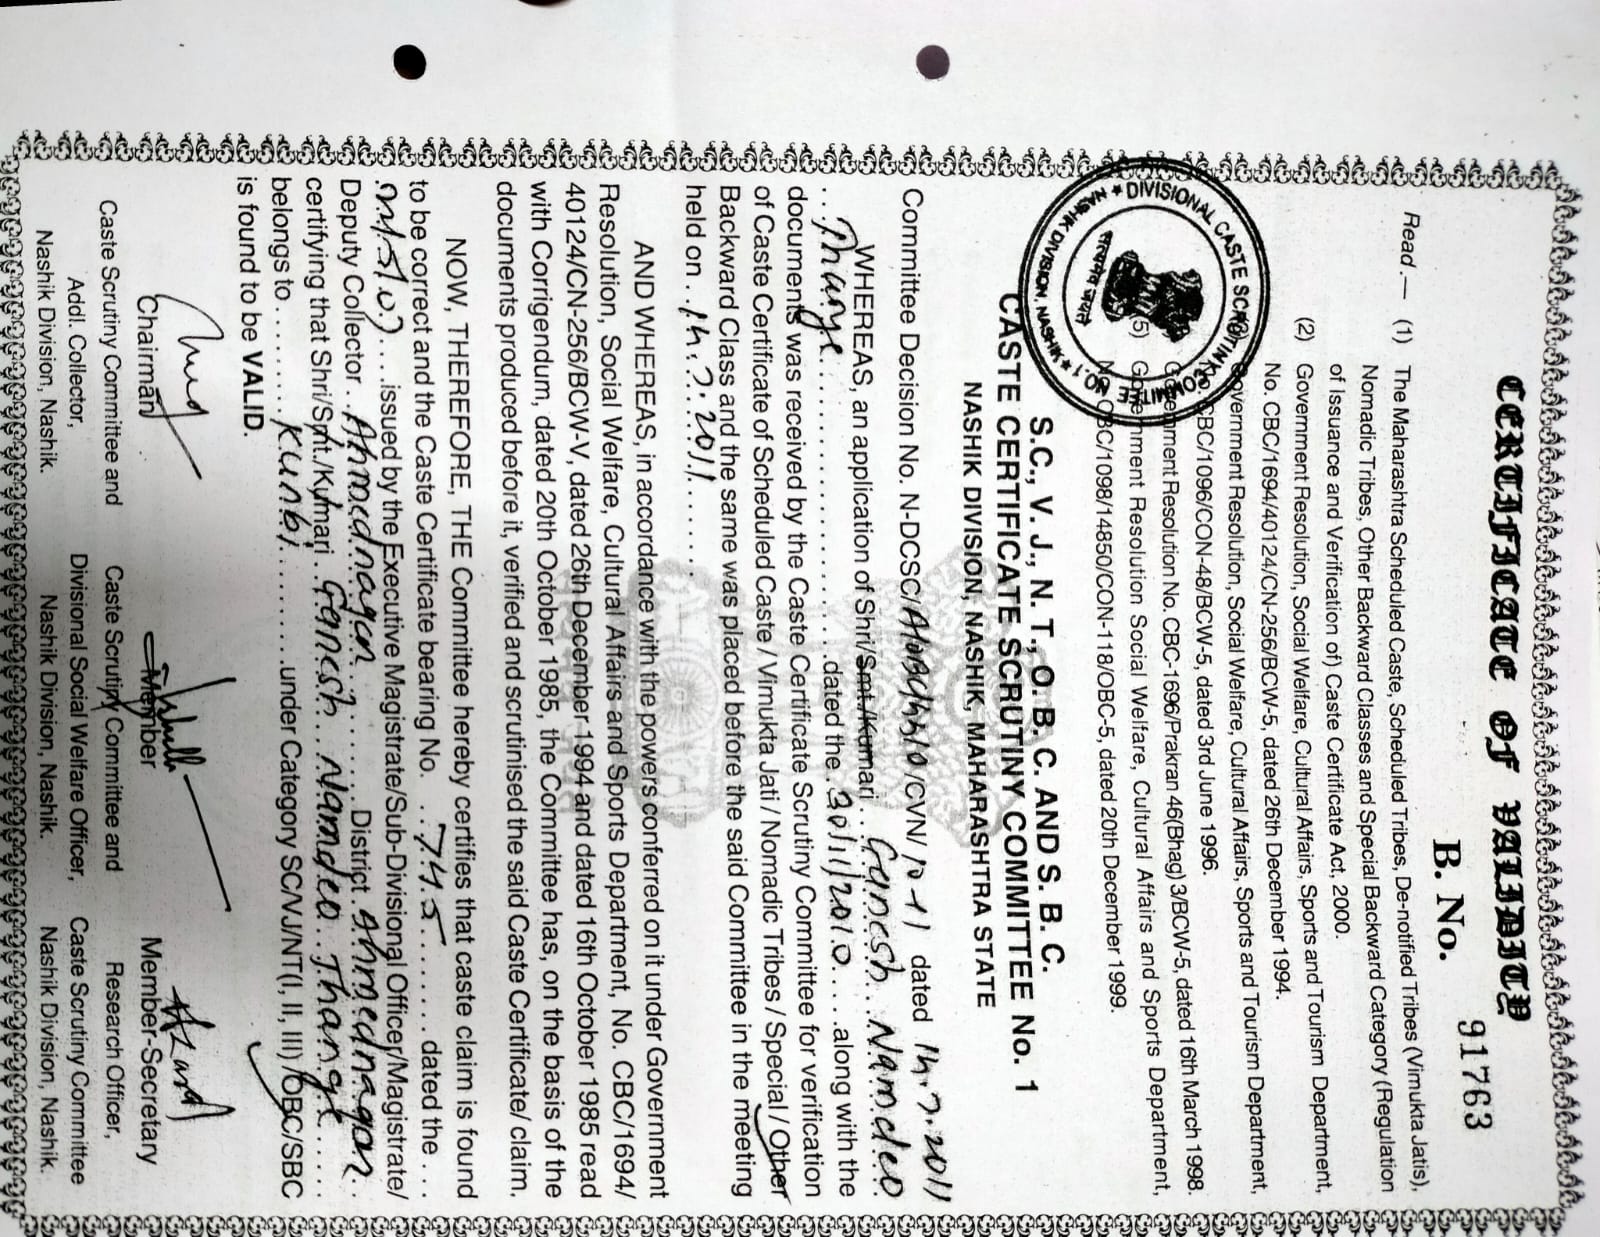 CERTIFICATE OF VALIDITY
B. No. 91763
Read.— (1) The Maharashtra Scheduled Caste, Scheduled Tribes, De-notified Tribes (Vimukta Jatis),
Nomadic Tribes, Other Backward Classes and Special Backward Category (Regulation
of Issuance and Verification of) Caste Certificate Act, 2000.
(2) Government Resolution, Social Welfare, Cultural Affairs, Sports and Tourism Department,
No. CBC/1694/40124/CN-256/BCW-5, dated 26th December 1994.
Government Resolution, Social Welfare, Cultural Affairs, Sports and Tourism Department,
CBC/1096/CON-48/BCW-5, dated 3rd June 1996.
Government Resolution No. CBC-1696/Prakran 46(Bhag) 3/BCW-5, dated 16th March 1998.
(5) Government Resolution Social Welfare, Cultural Affairs and Sports Department,
CBC/1098/14850/CON-118/OBC-5, dated 20th December 1999.
★ DIVISIONAL CASTE SCRUTINY COMMITTEE NO.1 ★ NASHIK DIVISION, NASHIK
सत्यमेव जयते
S.C., V. J., N. T., O. B. C. AND S. B. C.
CASTE CERTIFICATE SCRUTINY COMMITTEE No. 1
NASHIK DIVISION, NASHIK, MAHARASHTRA STATE
Committee Decision No. N-DCSC/ /CVN/10-11 dated 14.7.2011
WHEREAS, an application of Shri/Smt./Kumari. . .Ganesh. .Namdeo.
. . .Thange. . . . . . . . . . . . . . . . .dated the .30/1/2010. . . .along with the
documents was received by the Caste Certificate Scrutiny Committee for verification
of Caste Certificate of Scheduled Caste / Vimukta Jati / Nomadic Tribes / Special / Other
Backward Class and the same was placed before the said Committee in the meeting
held on . .14.7.2011. . . . . . .
AND WHEREAS, in accordance with the powers conferred on it under Government
Resolution, Social Welfare, Cultural Affairs and Sports Department, No. CBC/1694/
40124/CN-256/BCW-V, dated 26th December 1994 and dated 16th October 1985 read
with Corrigendum, dated 20th October 1985, the Committee has, on the basis of the
documents produced before it, verified and scrutinised the said Caste Certificate/ claim.
NOW, THEREFORE, THE Committee hereby certifies that caste claim is found
to be correct and the Caste Certificate bearing No. . .745. . . . . . . dated the . . .
. . . .issued by the Executive Magistrate/Sub-Divisional Officer/Magistrate/
Deputy Collector . .Ahmednagar. . . . . . . District. Ahmednagar. .
certifying that Shri/Smt./Kumari. . Ganesh. . . Namdeo. . Thange. . . . .
belongs to. . . . . . . .Kunbi. . . . . . . .under Category SC/VJ/NT(I, II, III) /OBC/SBC
is found to be VALID.
Chairman Member Member-Secretary
Caste Scrutiny Committee and Caste Scrutiny Committee and Research Officer,
Addl. Collector, Divisional Social Welfare Officer, Caste Scrutiny Committee
Nashik Division, Nashik. Nashik Division, Nashik. Nashik Division, Nashik.